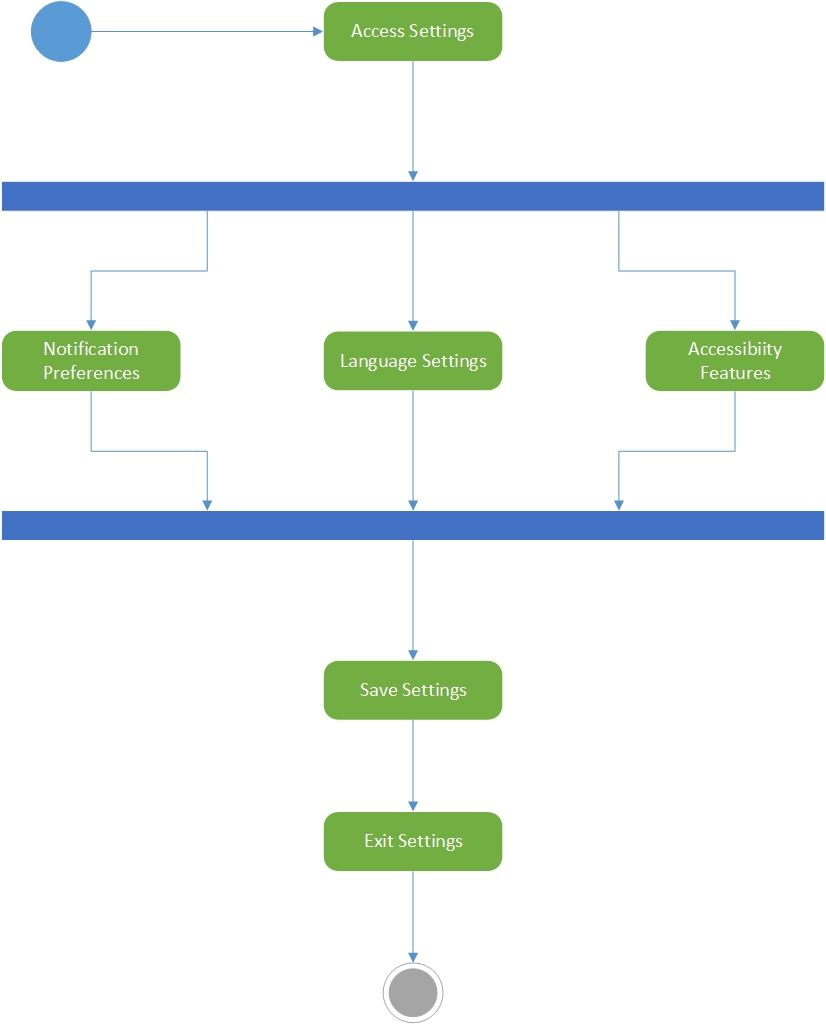 Access Settings
Notification
Preferences
Language Settings
Accessibiity
Features
Save Settings
Exit Settings